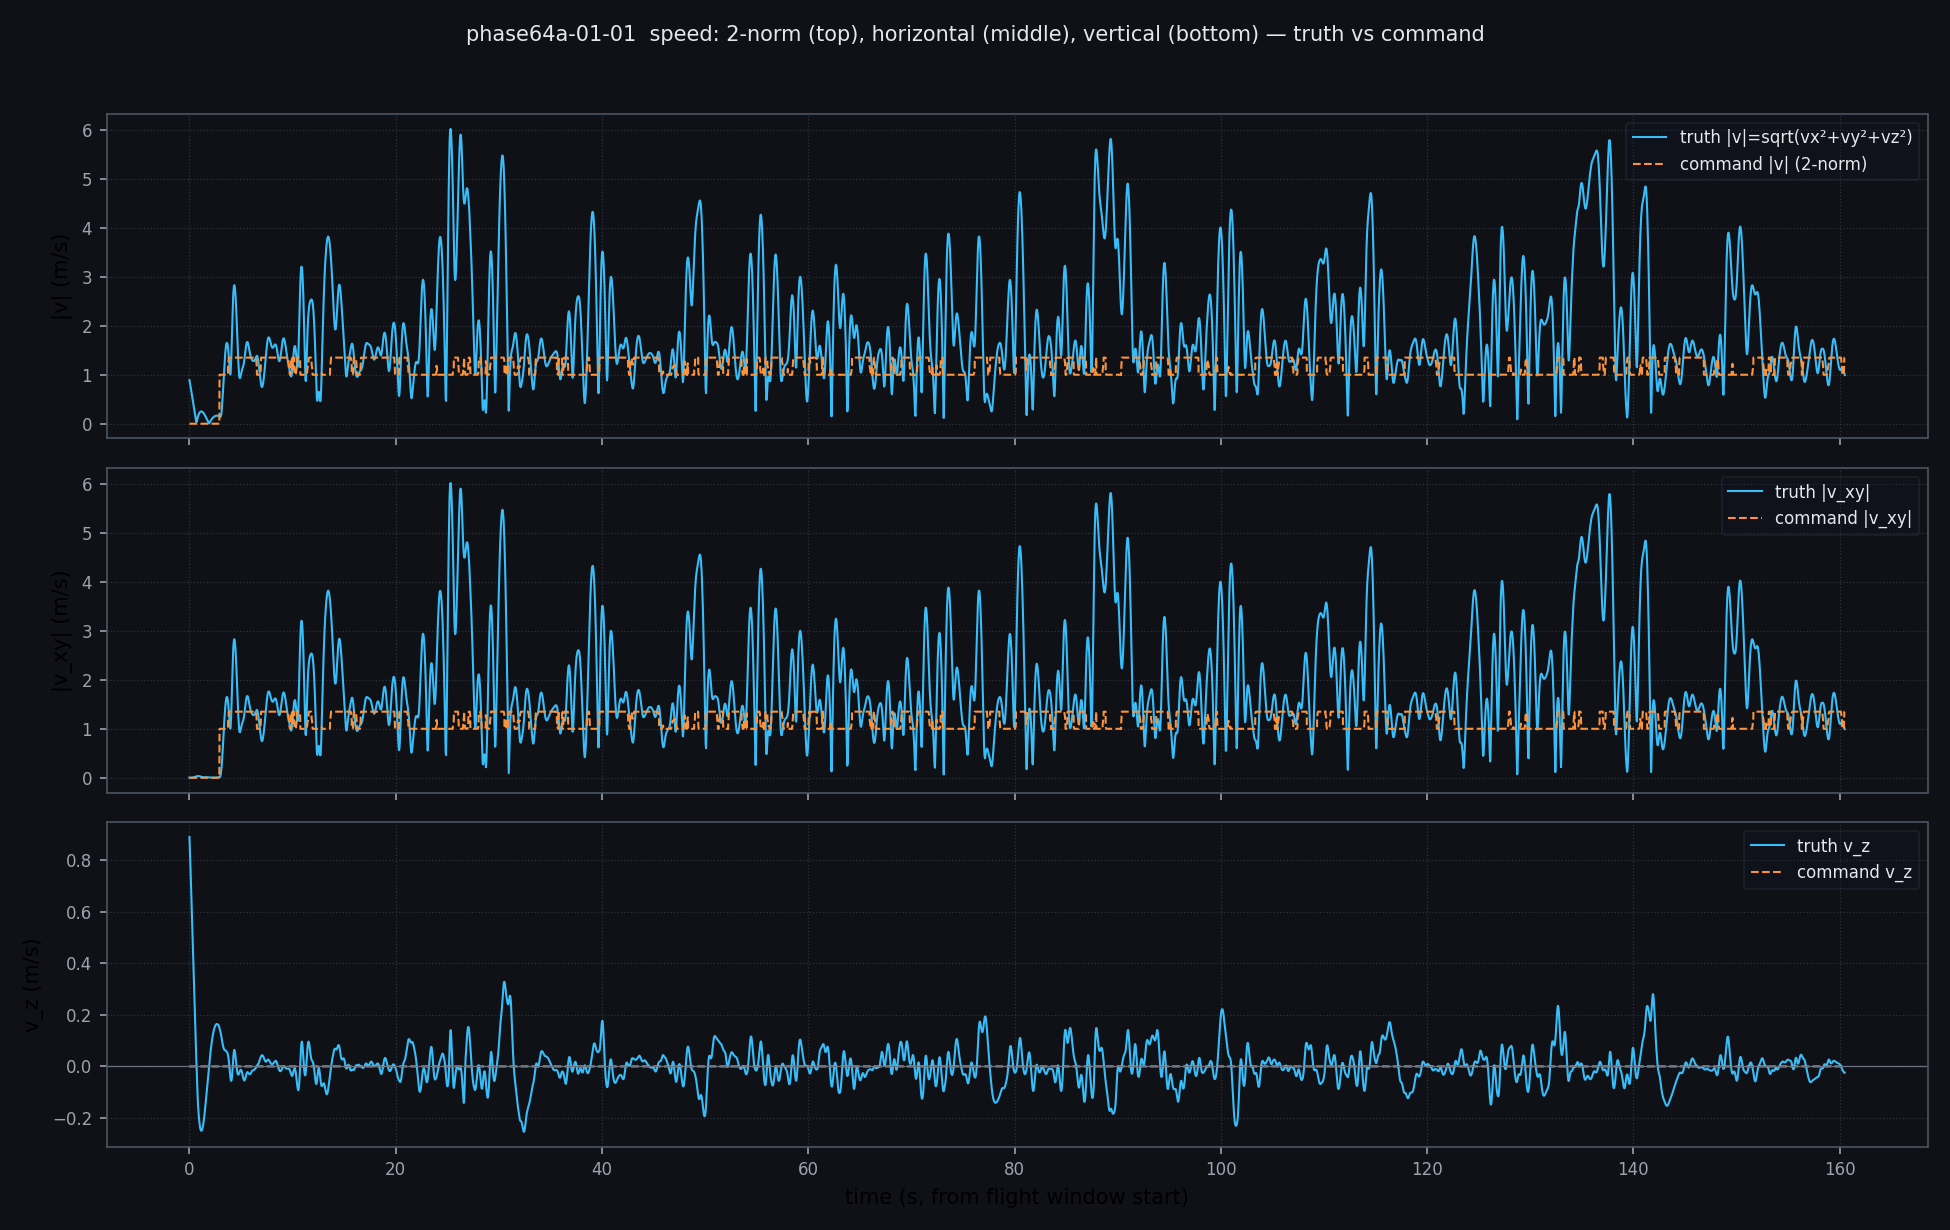 phase64a-01-01  speed: 2-norm (top), horizontal (middle), vertical (bottom) — truth vs command
|v| (m/s)
6
5
4
3
2
1
0
truth |v|=sqrt(vx²+vy²+vz²)
command |v| (2-norm)
|v_xy| (m/s)
6
5
4
3
2
1
0
truth |v_xy|
command |v_xy|
v_z (m/s)
0.8
0.6
0.4
0.2
0.0
−0.2
truth v_z
command v_z
0 20 40 60 80 100 120 140 160
time (s, from flight window start)